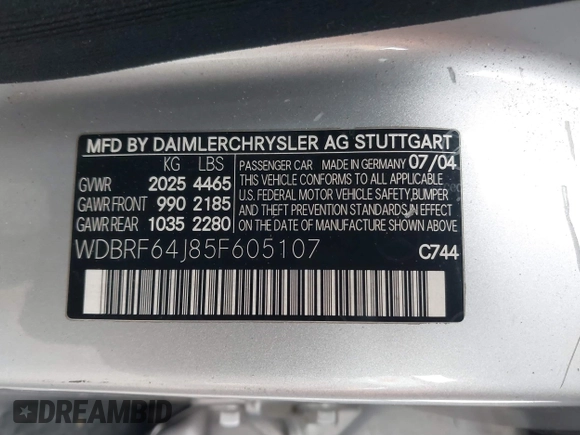 MFD BY DAIMLERCHRYSLER AG STUTTGART
KG LBS
GVWR 2025 4465
GAWR FRONT 990 2185
GAWR REAR 1035 2280
PASSENGER CAR MADE IN GERMANY 07/04
THIS VEHICLE CONFORMS TO ALL APPLICABLE
U.S. FEDERAL MOTOR VEHICLE SAFETY, BUMPER
AND THEFT PREVENTION STANDARDS IN EFFECT
ON THE DATE OF MANUFACTURE SHOWN ABOVE.
WDBRF64J85F605107
C744
DREAMBID